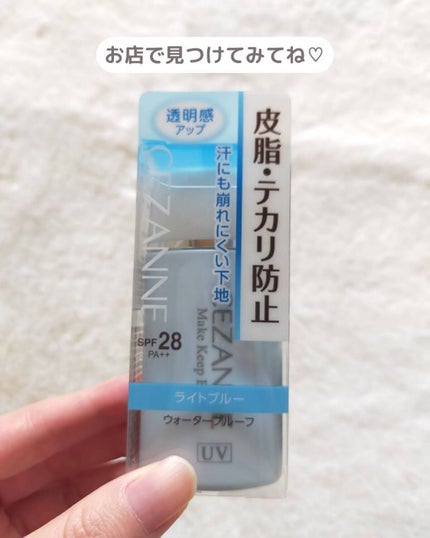 お店で見つけてみてね♡
透明感
アップ
皮脂・テカリ防止
汗にも崩れにくい下地
CEZANNE
CEZANNE
Make Keep
SPF28
PA++
ライトブルー
ウォータープルーフ
UV